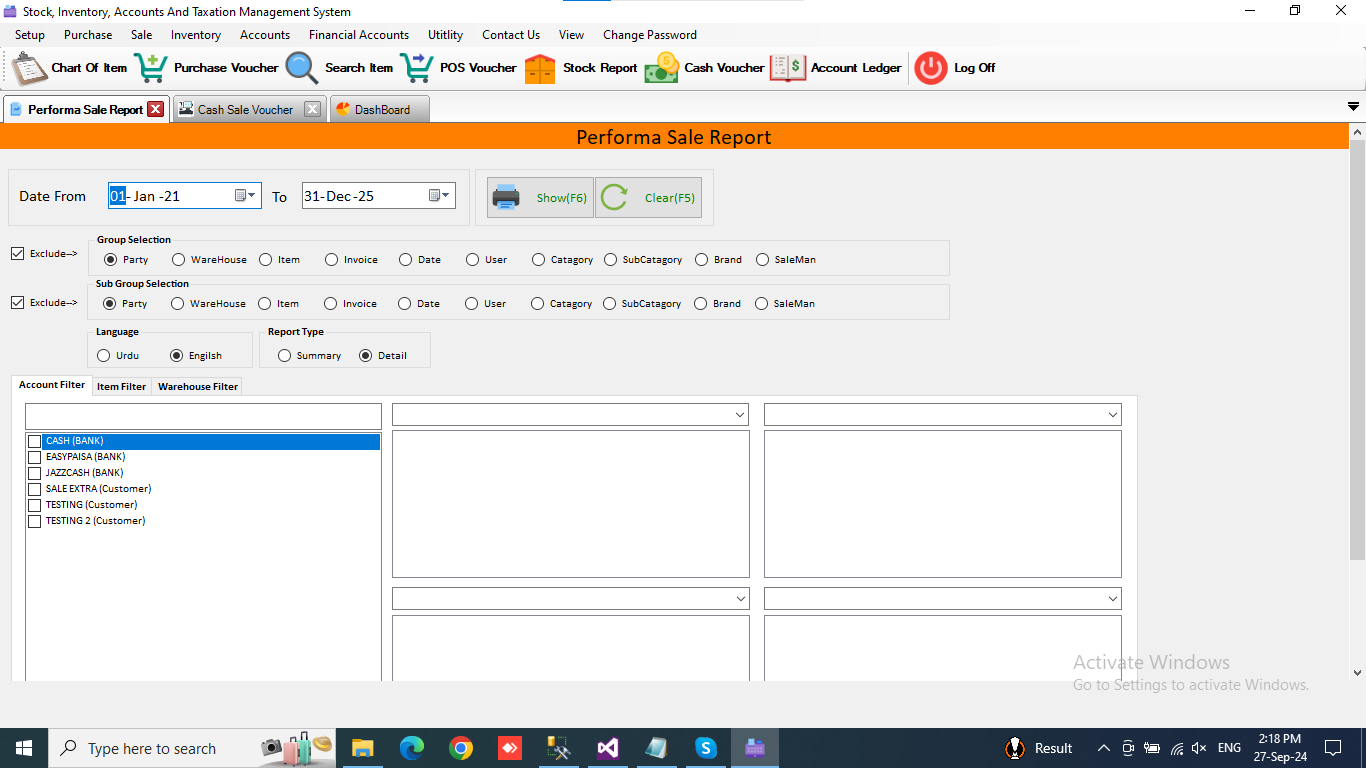 Stock, Inventory, Accounts And Taxation Management System
Setup Purchase Sale Inventory Accounts Financial Accounts Uitility Contact Us View Change Password
Chart Of Item Purchase Voucher Search Item POS Voucher Stock Report Cash Voucher Account Ledger Log Off
Performa Sale Report Cash Sale Voucher DashBoard
Performa Sale Report
Date From 01-Jan-21 To 31-Dec-25 Show(F6) Clear(F5)
Group Selection
Exclude--> Party WareHouse Item Invoice Date User Catagory SubCatagory Brand SaleMan
Sub Group Selection
Exclude--> Party WareHouse Item Invoice Date User Catagory SubCatagory Brand SaleMan
Language Report Type
Urdu Engilsh Summary Detail
Account Filter Item Filter Warehouse Filter
CASH (BANK)
EASYPAISA (BANK)
JAZZCASH (BANK)
SALE EXTRA (Customer)
TESTING (Customer)
TESTING 2 (Customer)
Activate Windows
Go to Settings to activate Windows.
Type here to search Result ENG 2:18 PM
27-Sep-24